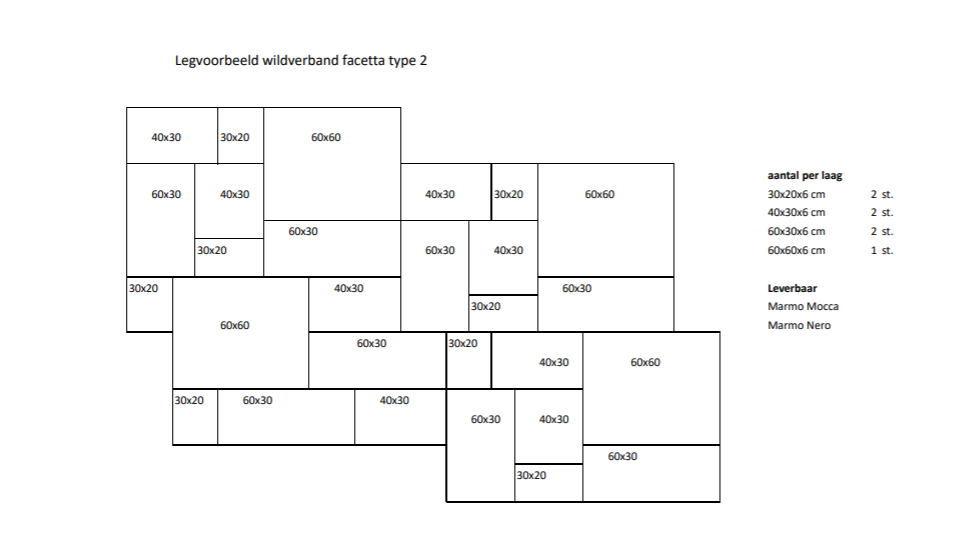 Legvoorbeeld wildverband facetta type 2
40x30 30x20 60x60
60x30 40x30 40x30 30x20 60x60
60x30
30x20 60x30 40x30
30x20 40x30 60x30
30x20
60x60
60x30 30x20
40x30 60x60
30x20 60x30 40x30
60x30 40x30
60x30
30x20
aantal per laag
30x20x6 cm 2 st.
40x30x6 cm 2 st.
60x30x6 cm 2 st.
60x60x6 cm 1 st.
Leverbaar
Marmo Mocca
Marmo Nero